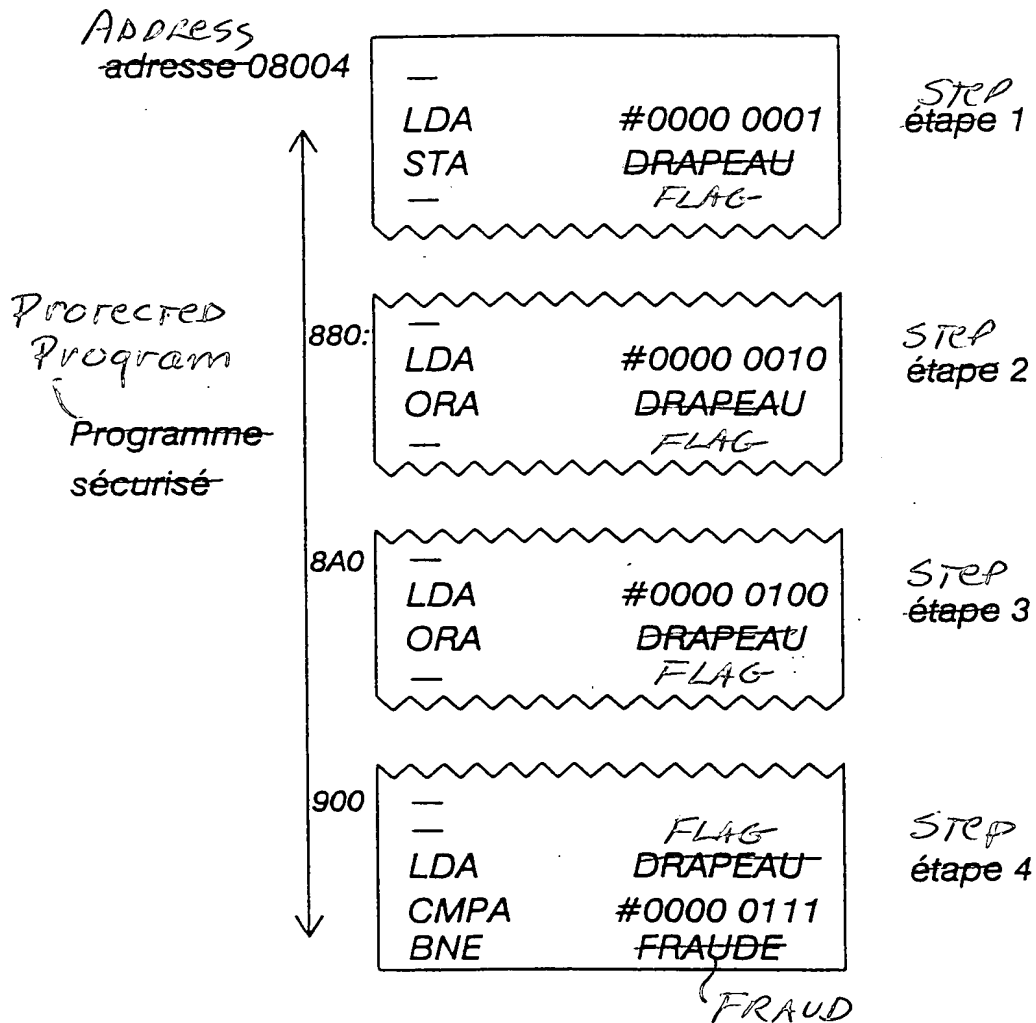 ADDRESS
adresse 08004
—
LDA #0000 0001
STA DRAPEAU
— FLAG
STEP
étape 1
Protected
Program
Programme
sécurisé
880:
—
LDA #0000 0010
ORA DRAPEAU
— FLAG
STEP
étape 2
8A0
—
LDA #0000 0100
ORA DRAPEAU
— FLAG
STEP
étape 3
900
—
— FLAG
LDA DRAPEAU
CMPA #0000 0111
BNE FRAUDE
FRAUD
STEP
étape 4